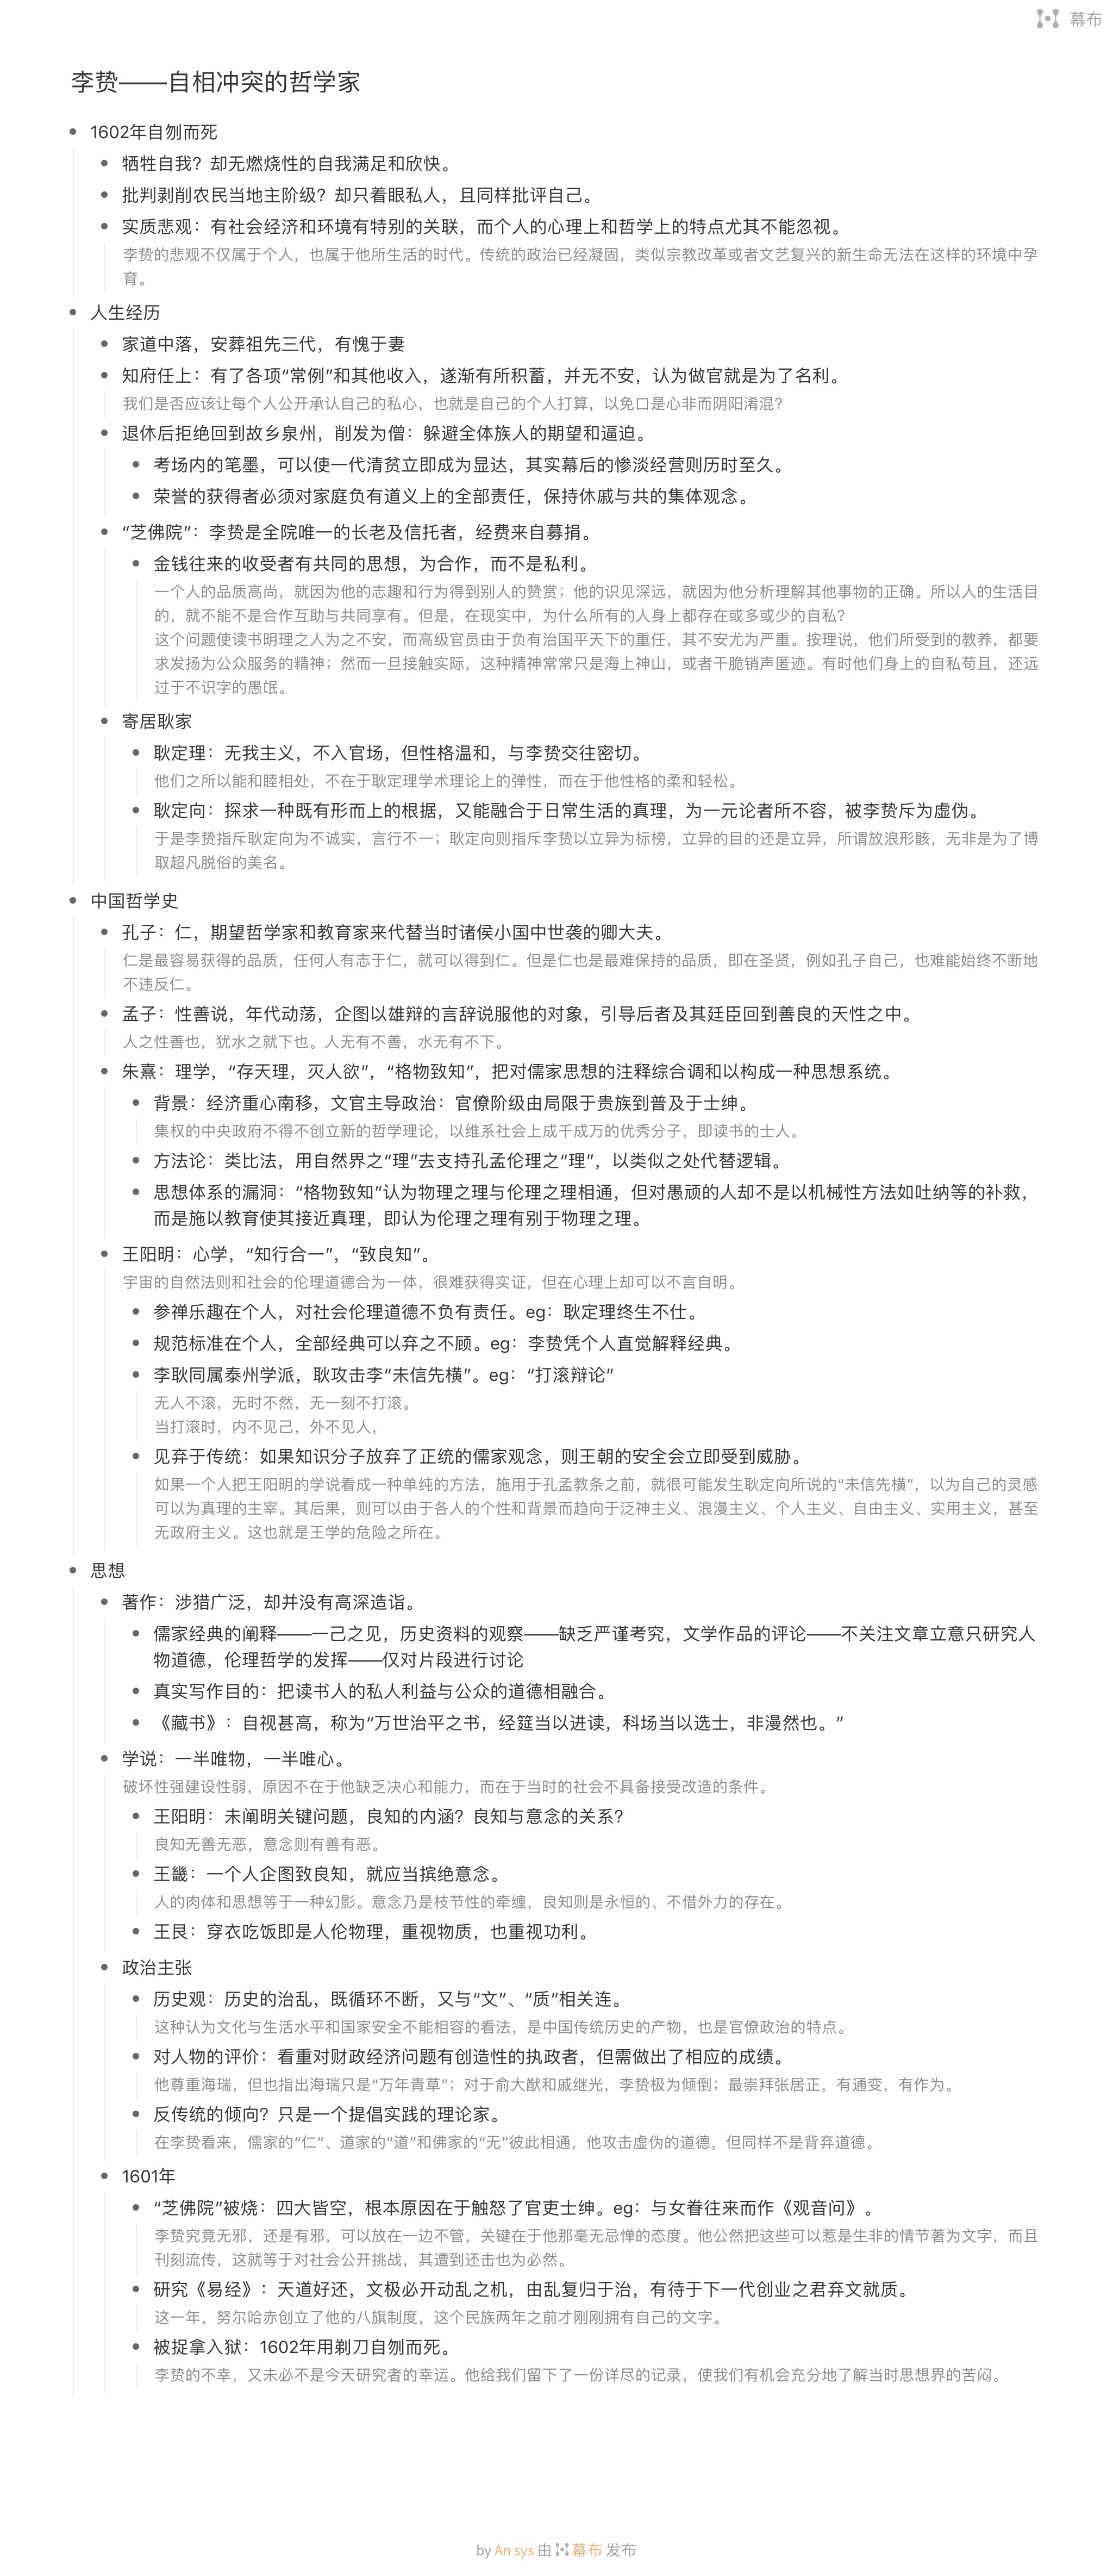 幕布
李贽——自相冲突的哲学家
1602年自刎而死
牺牲自我？却无燃烧性的自我满足和欣快。
批判剥削农民当地主阶级？却只着眼私人，且同样批评自己。
实质悲观：有社会经济和环境有特别的关联，而个人的心理上和哲学上的特点尤其不能忽视。
李贽的悲观不仅属于个人，也属于他所生活的时代。传统的政治已经凝固，类似宗教改革或者文艺复兴的新生命无法在这样的环境中孕
育。
人生经历
家道中落，安葬祖先三代，有愧于妻
知府任上：有了各项“常例”和其他收入，遂渐有所积蓄，并无不安，认为做官就是为了名利。
我们是否应该让每个人公开承认自己的私心，也就是自己的个人打算，以免口是心非而阴阳淆混？
退休后拒绝回到故乡泉州，削发为僧：躲避全体族人的期望和逼迫。
考场内的笔墨，可以使一代清贫立即成为显达，其实幕后的惨淡经营则历时至久。
荣誉的获得者必须对家庭负有道义上的全部责任，保持休戚与共的集体观念。
“芝佛院”：李贽是全院唯一的长老及信托者，经费来自募捐。
金钱往来的收受者有共同的思想，为合作，而不是私利。
一个人的品质高尚，就因为他的志趣和行为得到别人的赞赏；他的识见深远，就因为他分析理解其他事物的正确。所以人的生活目
的，就不能不是合作互助与共同享有。但是，在现实中，为什么所有的人身上都存在或多或少的自私？
这个问题使读书明理之人为之不安，而高级官员由于负有治国平天下的重任，其不安尤为严重。按理说，他们所受到的教养，都要
求发扬为公众服务的精神；然而一旦接触实际，这种精神常常只是海上神山，或者干脆销声匿迹。有时他们身上的自私苟且，还远
过于不识字的愚氓。
寄居耿家
耿定理：无我主义，不入官场，但性格温和，与李贽交往密切。
他们之所以能和睦相处，不在于耿定理学术理论上的弹性，而在于他性格的柔和轻松。
耿定向：探求一种既有形而上的根据，又能融合于日常生活的真理，为一元论者所不容，被李贽斥为虚伪。
于是李贽指斥耿定向为不诚实，言行不一；耿定向则指斥李贽以立异为标榜，立异的目的还是立异，所谓放浪形骸，无非是为了博
取超凡脱俗的美名。
中国哲学史
孔子：仁，期望哲学家和教育家来代替当时诸侯小国中世袭的卿大夫。
仁是最容易获得的品质，任何人有志于仁，就可以得到仁。但是仁也是最难保持的品质，即在圣贤，例如孔子自己，也难能始终不断地
不违反仁。
孟子：性善说，年代动荡，企图以雄辩的言辞说服他的对象，引导后者及其廷臣回到善良的天性之中。
人之性善也，犹水之就下也。人无有不善，水无有不下。
朱熹：理学，“存天理，灭人欲”，“格物致知”，把对儒家思想的注释综合调和以构成一种思想系统。
背景：经济重心南移，文官主导政治：官僚阶级由局限于贵族到普及于士绅。
集权的中央政府不得不创立新的哲学理论，以维系社会上成千成万的优秀分子，即读书的士人。
方法论：类比法，用自然界之“理”去支持孔孟伦理之“理”，以类似之处代替逻辑。
思想体系的漏洞：“格物致知”认为物理之理与伦理之理相通，但对愚顽的人却不是以机械性方法如吐纳等的补救，
而是施以教育使其接近真理，即认为伦理之理有别于物理之理。
王阳明：心学，“知行合一”，“致良知”。
宇宙的自然法则和社会的伦理道德合为一体，很难获得实证，但在心理上却可以不言自明。
参禅乐趣在个人，对社会伦理道德不负有责任。eg：耿定理终生不仕。
规范标准在个人，全部经典可以弃之不顾。eg：李贽凭个人直觉解释经典。
李耿同属泰州学派，耿攻击李“未信先横”。eg：“打滚辩论”
无人不滚，无时不然，无一刻不打滚。
当打滚时，内不见己，外不见人，
见弃于传统：如果知识分子放弃了正统的儒家观念，则王朝的安全会立即受到威胁。
如果一个人把王阳明的学说看成一种单纯的方法，施用于孔孟教条之前，就很可能发生耿定向所说的“未信先横”，以为自己的灵感
可以为真理的主宰。其后果，则可以由于各人的个性和背景而趋向于泛神主义、浪漫主义、个人主义、自由主义、实用主义，甚至
无政府主义。这也就是王学的危险之所在。
思想
著作：涉猎广泛，却并没有高深造诣。
儒家经典的阐释——一己之见，历史资料的观察——缺乏严谨考究，文学作品的评论——不关注文章立意只研究人
物道德，伦理哲学的发挥——仅对片段进行讨论
真实写作目的：把读书人的私人利益与公众的道德相融合。
《藏书》：自视甚高，称为“万世治平之书，经筵当以进读，科场当以选士，非漫然也。”
学说：一半唯物，一半唯心。
破坏性强建设性弱，原因不在于他缺乏决心和能力，而在于当时的社会不具备接受改造的条件。
王阳明：未阐明关键问题，良知的内涵？良知与意念的关系？
良知无善无恶，意念则有善有恶。
王畿：一个人企图致良知，就应当摈绝意念。
人的肉体和思想等于一种幻影。意念乃是枝节性的牵缠，良知则是永恒的、不借外力的存在。
王艮：穿衣吃饭即是人伦物理，重视物质，也重视功利。
政治主张
历史观：历史的治乱，既循环不断，又与“文”、“质”相关连。
这种认为文化与生活水平和国家安全不能相容的看法，是中国传统历史的产物，也是官僚政治的特点。
对人物的评价：看重对财政经济问题有创造性的执政者，但需做出了相应的成绩。
他尊重海瑞，但也指出海瑞只是“万年青草”；对于俞大猷和戚继光，李贽极为倾倒；最崇拜张居正，有通变，有作为。
反传统的倾向？只是一个提倡实践的理论家。
在李贽看来，儒家的“仁”、道家的“道”和佛家的“无”彼此相通，他攻击虚伪的道德，但同样不是背弃道德。
1601年
“芝佛院”被烧：四大皆空，根本原因在于触怒了官吏士绅。eg：与女眷往来而作《观音问》。
李贽究竟无邪，还是有邪，可以放在一边不管，关键在于他那毫无忌惮的态度。他公然把这些可以惹是生非的情节著为文字，而且
刊刻流传，这就等于对社会公开挑战，其遭到还击也为必然。
研究《易经》：天道好还，文极必开动乱之机，由乱复归于治，有待于下一代创业之君弃文就质。
这一年，努尔哈赤创立了他的八旗制度，这个民族两年之前才刚刚拥有自己的文字。
被捉拿入狱：1602年用剃刀自刎而死。
李贽的不幸，又未必不是今天研究者的幸运。他给我们留下了一份详尽的记录，使我们有机会充分地了解当时思想界的苦闷。
by An sys 由 幕布 发布